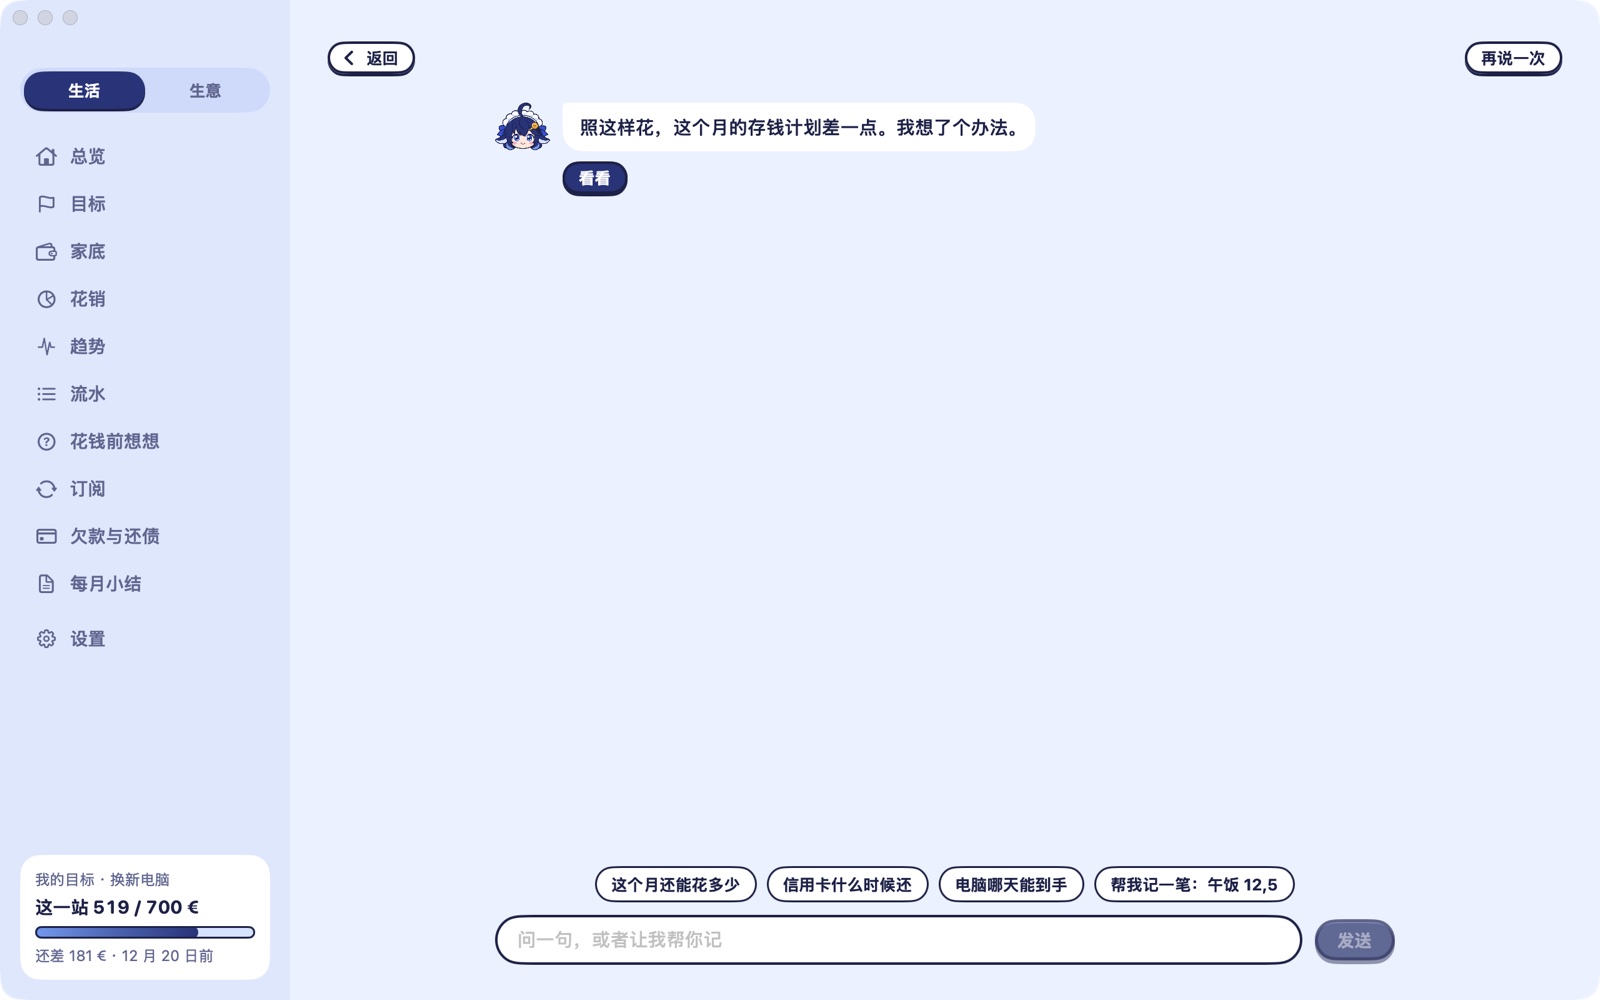 生活
生意
总览
目标
家底
花销
趋势
流水
花钱前想想
订阅
欠款与还债
每月小结
设置
我的目标 · 换新电脑
这一站 519 / 700 €
还差 181 € · 12 月 20 日前
返回
再说一次
照这样花，这个月的存钱计划差一点。我想了个办法。
看看
这个月还能花多少
信用卡什么时候还
电脑哪天能到手
帮我记一笔：午饭 12,5
问一句，或者让我帮你记
发送